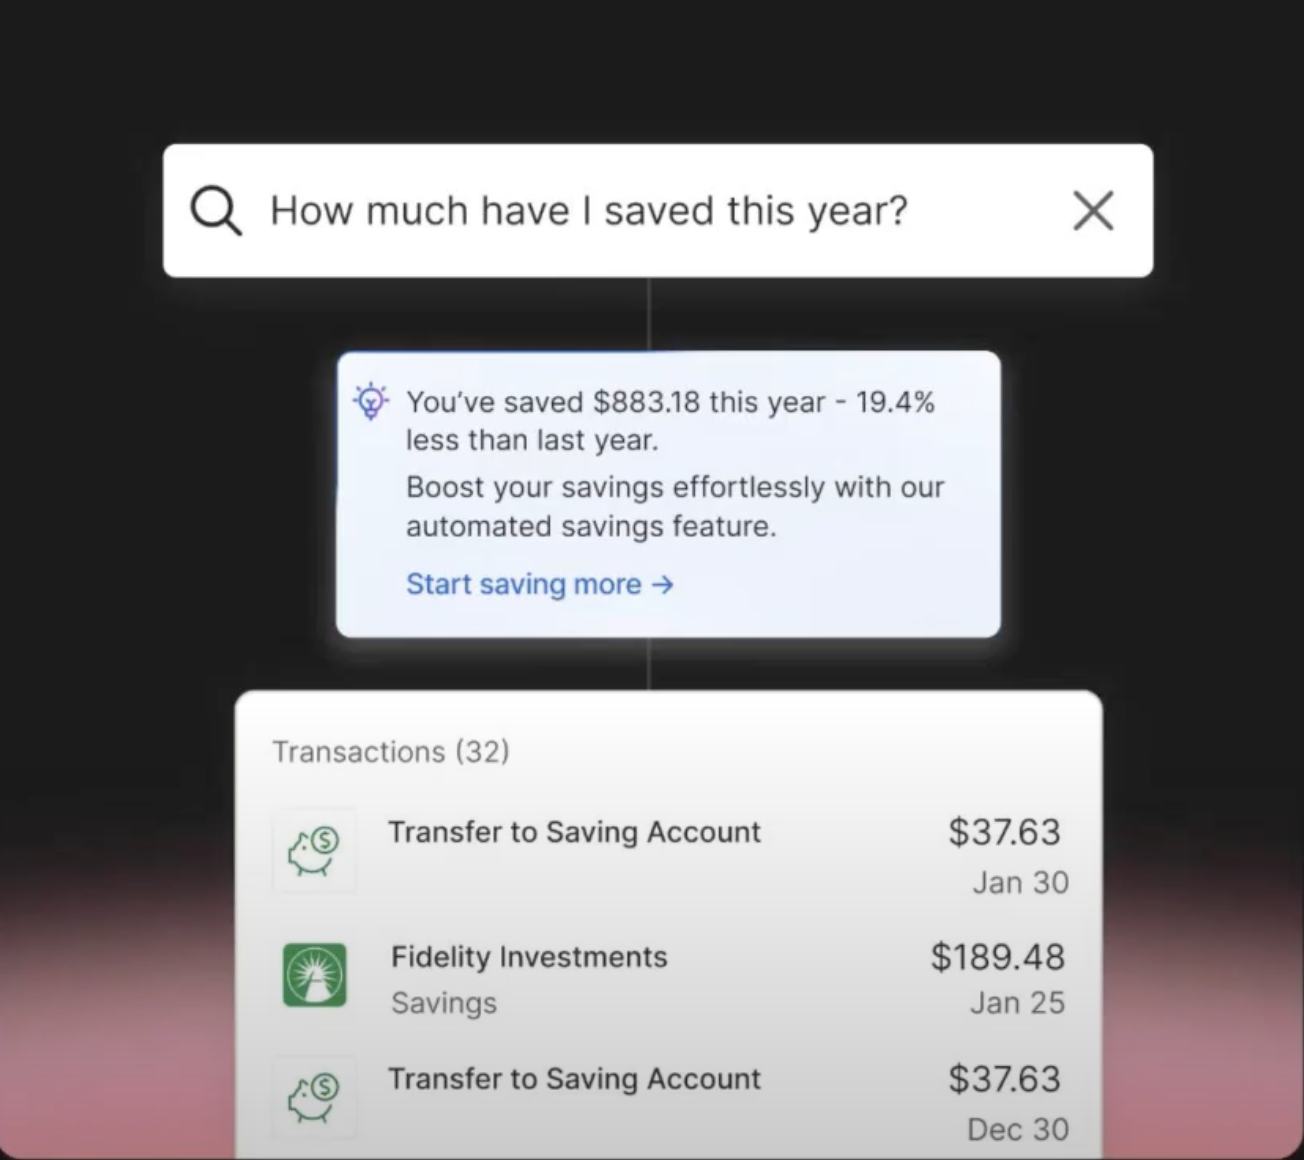 How much have I saved this year?
You’ve saved $883.18 this year - 19.4%
less than last year.
Boost your savings effortlessly with our
automated savings feature.
Start saving more →
Transactions (32)
Transfer to Saving Account $37.63
Jan 30
Fidelity Investments $189.48
Savings Jan 25
Transfer to Saving Account $37.63
Dec 30